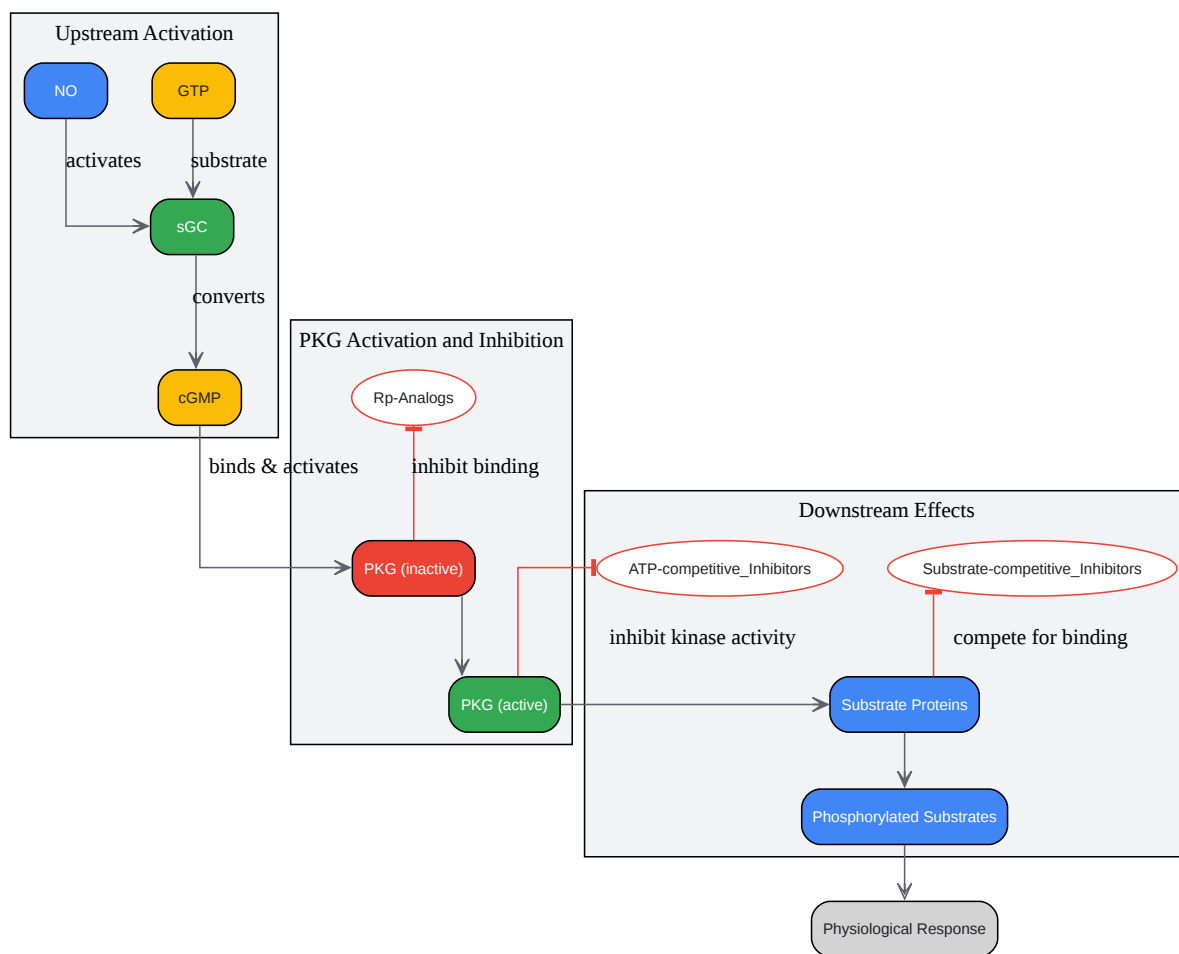 Upstream Activation
NO
GTP
activates
substrate
sGC
converts
cGMP
PKG Activation and Inhibition
Rp-Analogs
binds & activates
inhibit binding
PKG (inactive)
PKG (active)
Downstream Effects
ATP-competitive_Inhibitors
Substrate-competitive_Inhibitors
inhibit kinase activity
compete for binding
Substrate Proteins
Phosphorylated Substrates
Physiological Response